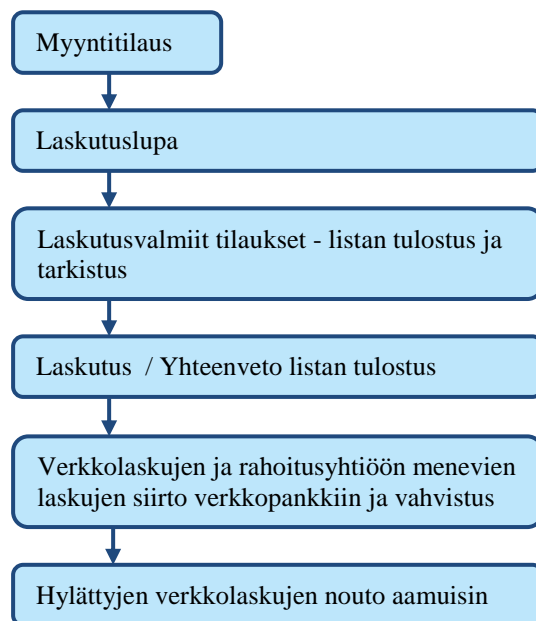 Myyntitilaus
Laskutuslupa
Laskutusvalmiit tilaukset - listan tulostus ja
tarkistus
Laskutus / Yhteenveto listan tulostus
Verkkolaskujen ja rahoitusyhtiöön menevien
laskujen siirto verkkopankkiin ja vahvistus
Hylättyjen verkkolaskujen nouto aamuisin